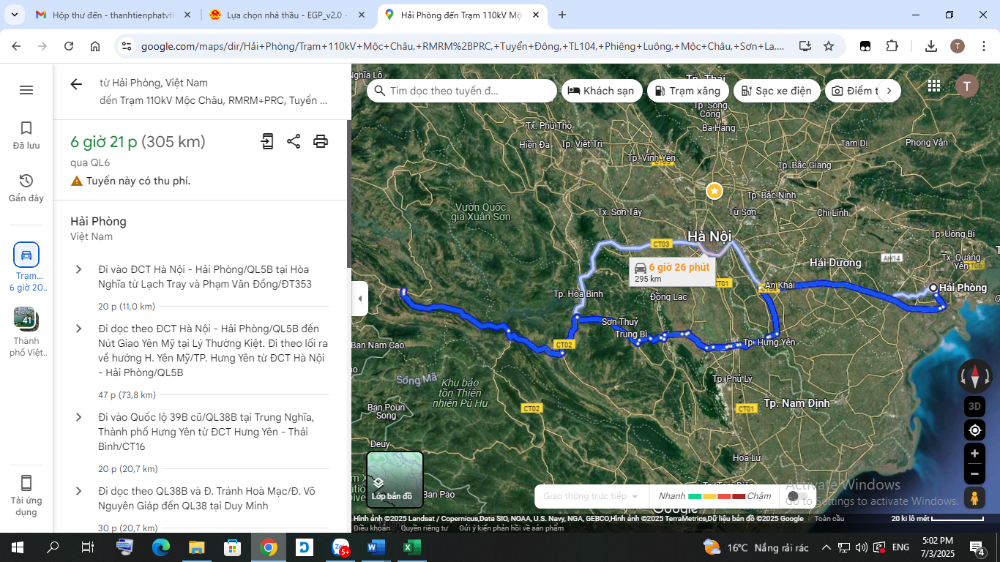 Hộp thư đến - thanhtienphatvth
Lựa chọn nhà thầu - EGP_v2.0 -
Hải Phòng đến Trạm 110kV Mộc
google.com/maps/dir/Hải+Phòng/Trạm+110kV+Mộc+Châu,+RMRM%2BPRC,+Tuyển+Đông,+TL104,+Phiêng+Luông,+Mộc+Châu,+Sơn+La,...
T
Đã lưu
Gần đây
Trạm...
6 giờ 20..
41
Thành
phố Việt..
Tải ứng
dụng
từ Hải Phòng, Việt Nam
đến Trạm 110kV Mộc Châu, RMRM+PRC, Tuyển ...
6 giờ 21 p (305 km)
qua QL6
Tuyến này có thu phí.
Hải Phòng
Việt Nam
Đi vào ĐCT Hà Nội - Hải Phòng/QL5B tại Hòa
Nghĩa từ Lạch Tray và Phạm Văn Đồng/ĐT353
20 p (11,0 km)
Đi dọc theo ĐCT Hà Nội - Hải Phòng/QL5B đến
Nút Giao Yên Mỹ tại Lý Thường Kiệt. Đi theo lối ra
về hướng H. Yên Mỹ/TP. Hưng Yên từ ĐCT Hà Nội
- Hải Phòng/QL5B
47 p (73,8 km)
Đi vào Quốc lộ 39B cũ/QL38B tại Trung Nghĩa,
Thành phố Hưng Yên từ ĐCT Hưng Yên - Thái
Bình/CT16
20 p (20,7 km)
Đi dọc theo QL38B và Đ. Tránh Hoà Mạc/Đ. Võ
Nguyên Giáp đến QL38 tại Duy Minh
30 p (20,7 km)
Tìm dọc theo tuyến đ...
Khách sạn
Trạm xăng
Sạc xe điện
Điểm t
T
Nghĩa Lộ
Tp. Thái
Tp. Sông
Công
Tx. Phú Thọ
Ba Hàng
Hiền Đa
Tp. Việt Trì
Tam Di
Phong Vân
Tp. Vĩnh Yên
Tp. Bắc Giang
Tp. Bắc Ninh
Vườn Quốc
gia Xuân Sơn
Tx. Sơn Tây
Từ Sơn
Chí Linh
Hà Nội
CT03
Tp. Uông Bí
AH14
Tx. Quảng
Yên
Hải Dương
6 giờ 26 phút
295 km
CT01
An Khải
Hải Phòng
Tp. Hòa Bình
Đồng Lạc
Sơn Thuỷ
Trung Bì
Tp. Hưng Yên
CT02
Ban Nam Cao
Sông Mã
Khu bảo
tồn Thiên
nhiên Pù Hu
Tp. Phủ Lý
CT02
CT01
Tp. Nam Định
Ban Poun
Song
Deuy
Hoa Lư
Ban Pao
Lớp bản đồ
3D
Giao thông trực tiếp
Nhanh
Chậm
Activate Windows
Go to Settings to activate Windows.
Google
Hình ảnh ©2025 Landsat / Copernicus,Data SIO, NOAA, U.S. Navy, NGA, GEBCO,Hình ảnh ©2025 TerraMetrics,Dữ liệu bản đồ ©2025 Google
Toàn cầu
20 ki lô mét
Điều khoản
Quyền riêng tư
Gửi ý kiến phản hồi về sản phẩm
5+
16°C Nắng rải rác
ENG
5:02 PM
7/3/2025
4